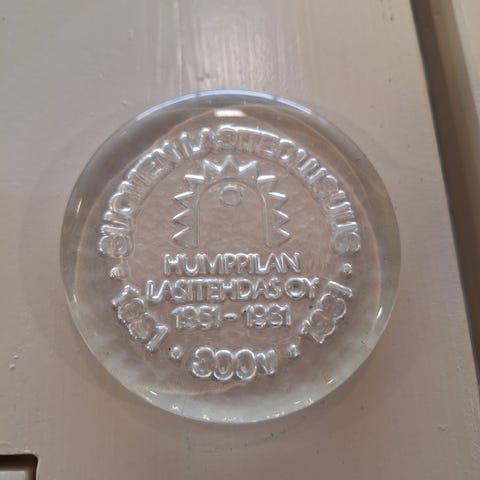 SUOMEN LASITEOLLISUUS
HUMPPILAN
LASITEHDAS OY
1951-1981
1681 • 300v • 1981